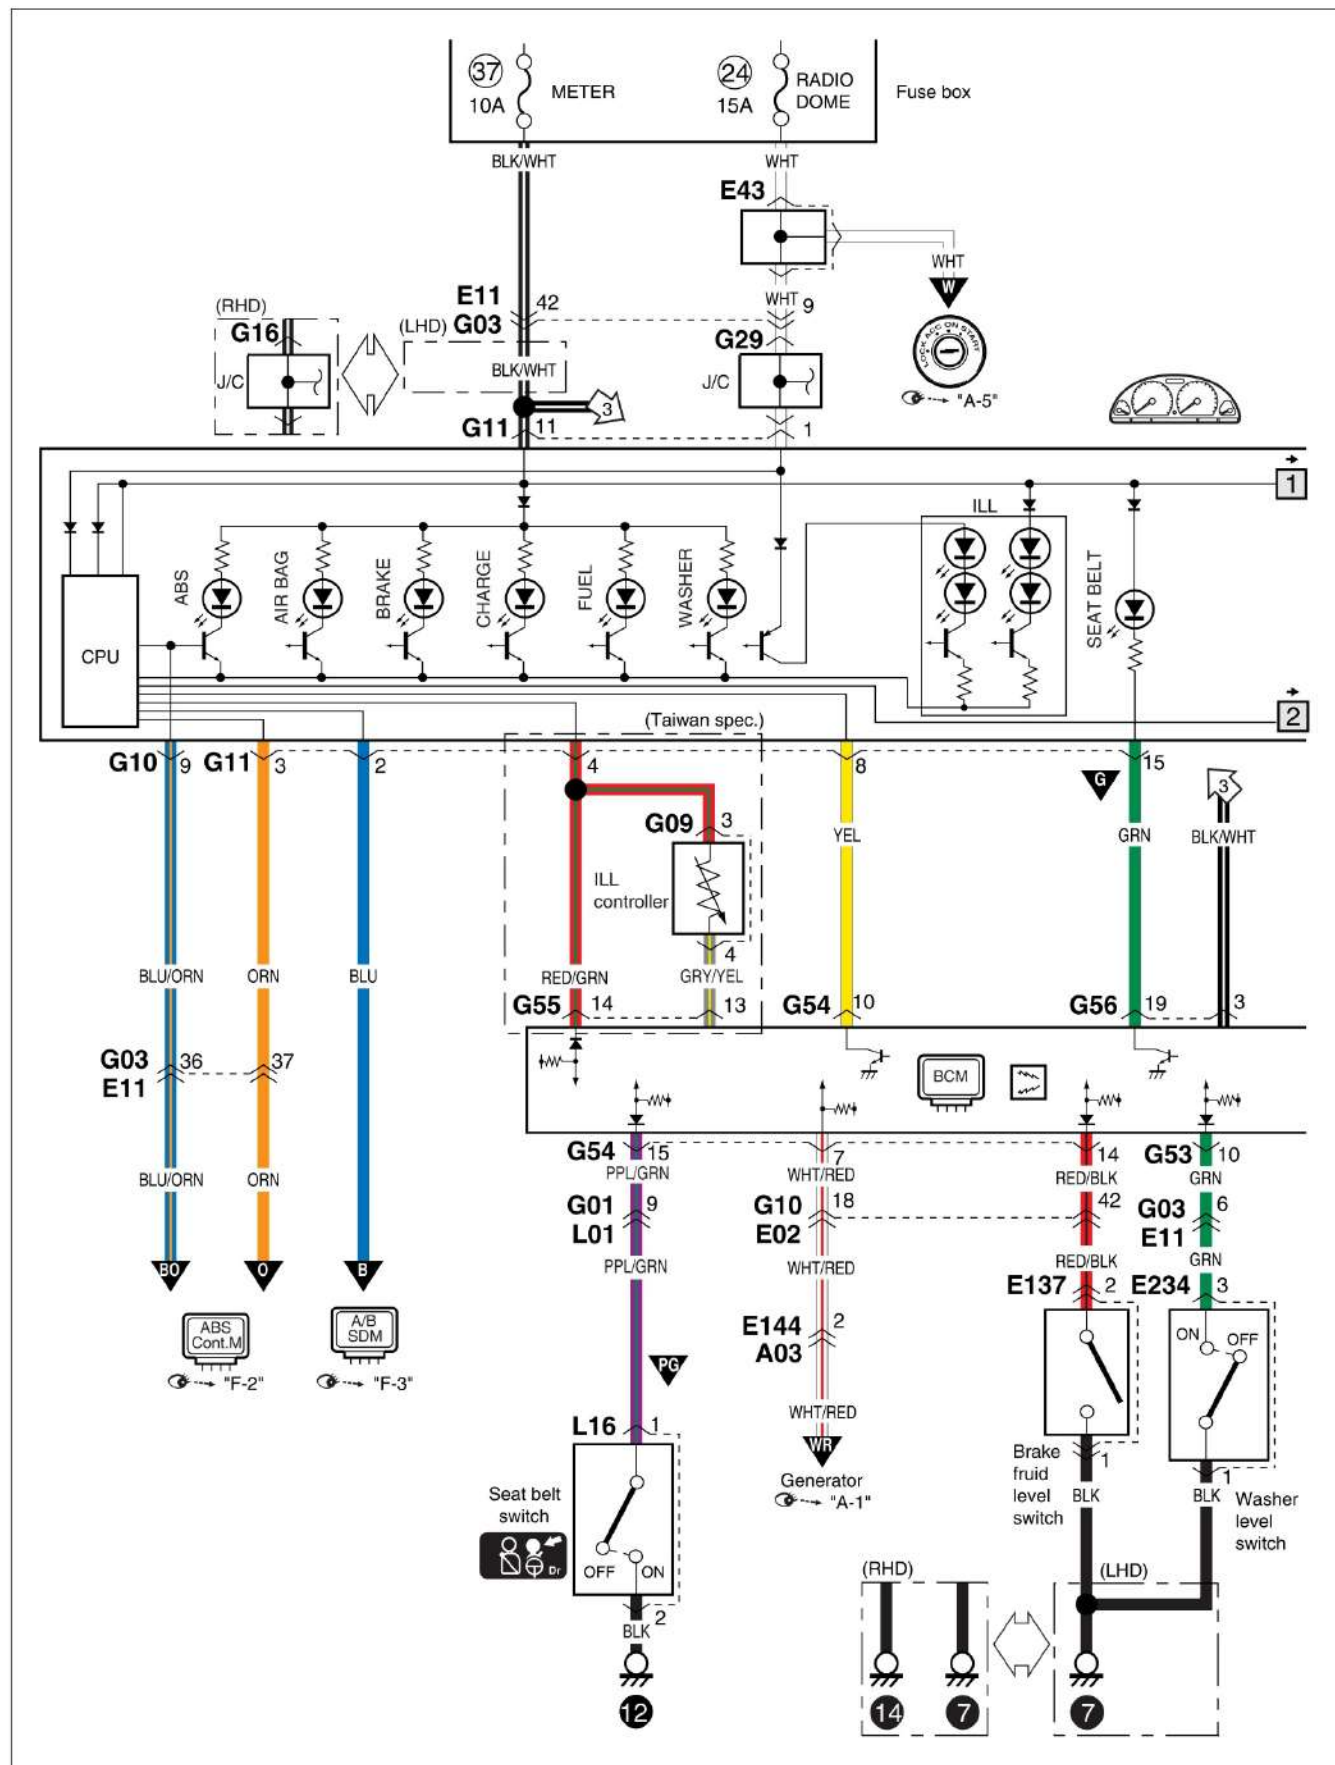 37
10A
METER
24
15A
RADIO
DOME
Fuse box
BLK/WHT
WHT
E43
WHT
W
LOCK ACC ON START
"A-5"
E11
42
WHT
9
(RHD)
G16
(LHD)
G03
G29
J/C
BLK/WHT
J/C
3
G11
11
1
1
ILL
ABS
AIR BAG
BRAKE
CHARGE
FUEL
WASHER
SEAT BELT
CPU
2
(Taiwan spec.)
G10
9
G11
3
2
4
8
15
G
3
G09
3
YEL
GRN
BLK/WHT
ILL
controller
4
BLU/ORN
ORN
BLU
RED/GRN
GRY/YEL
G55
14
13
G54
10
G56
19
3
G03
36
37
E11
BCM
G54
15
7
14
G53
10
PPL/GRN
WHT/RED
RED/BLK
GRN
BLU/ORN
ORN
G01
9
G10
18
42
G03
6
L01
E02
E11
PPL/GRN
WHT/RED
RED/BLK
GRN
BO
O
B
E137
2
E234
3
ABS
Cont.M
A/B
SDM
E144
2
A03
ON
OFF
"F-2"
"F-3"
PG
WHT/RED
L16
1
WR
Generator
"A-1"
Brake
fruid
level
switch
1
BLK
1
BLK
Washer
level
switch
Seat belt
switch
Dr
OFF
ON
(RHD)
(LHD)
2
BLK
12
14
7
7